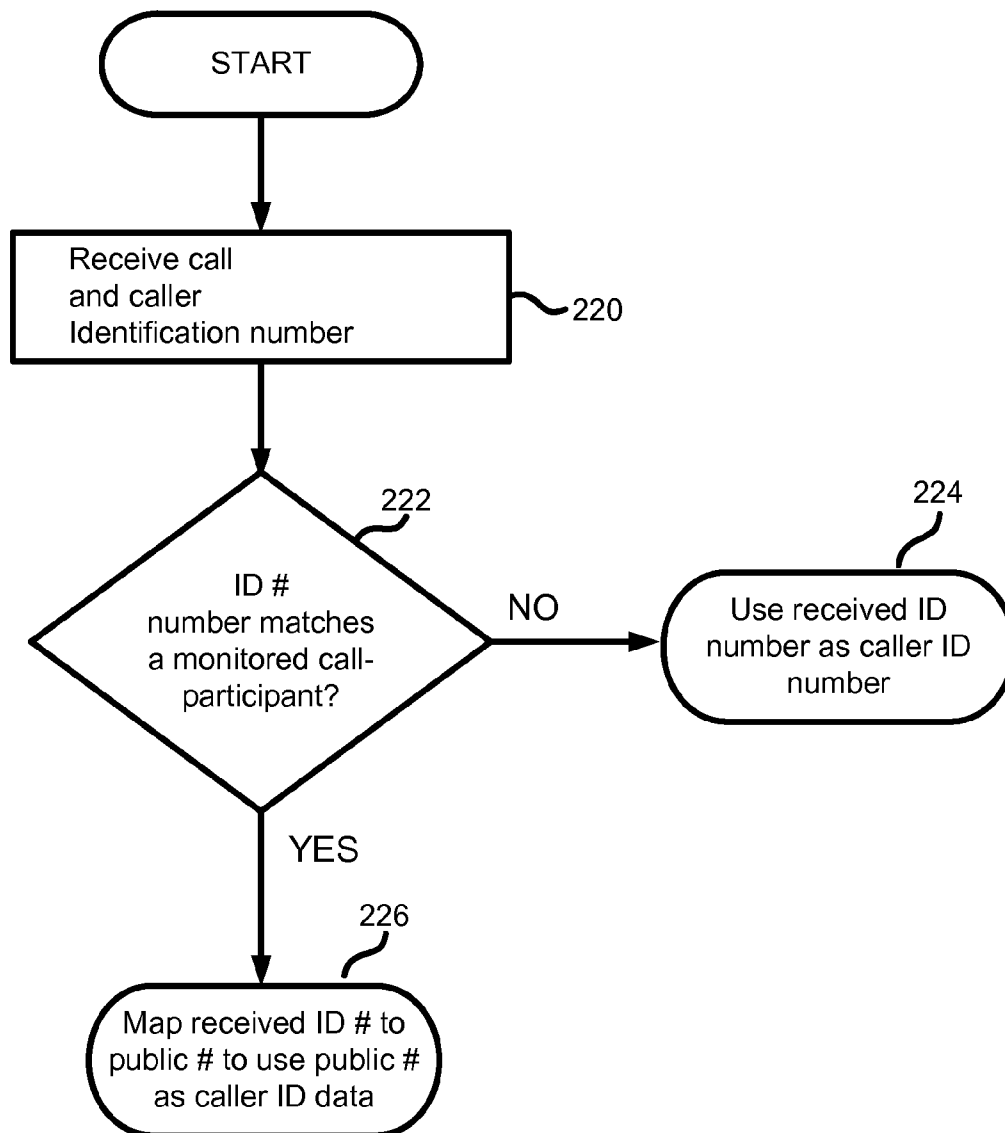 START
Receive call
and caller
Identification number
220
222
ID #
number matches
a monitored call-
participant?
NO
224
Use received ID
number as caller ID
number
YES
226
Map received ID # to
public # to use public #
as caller ID data